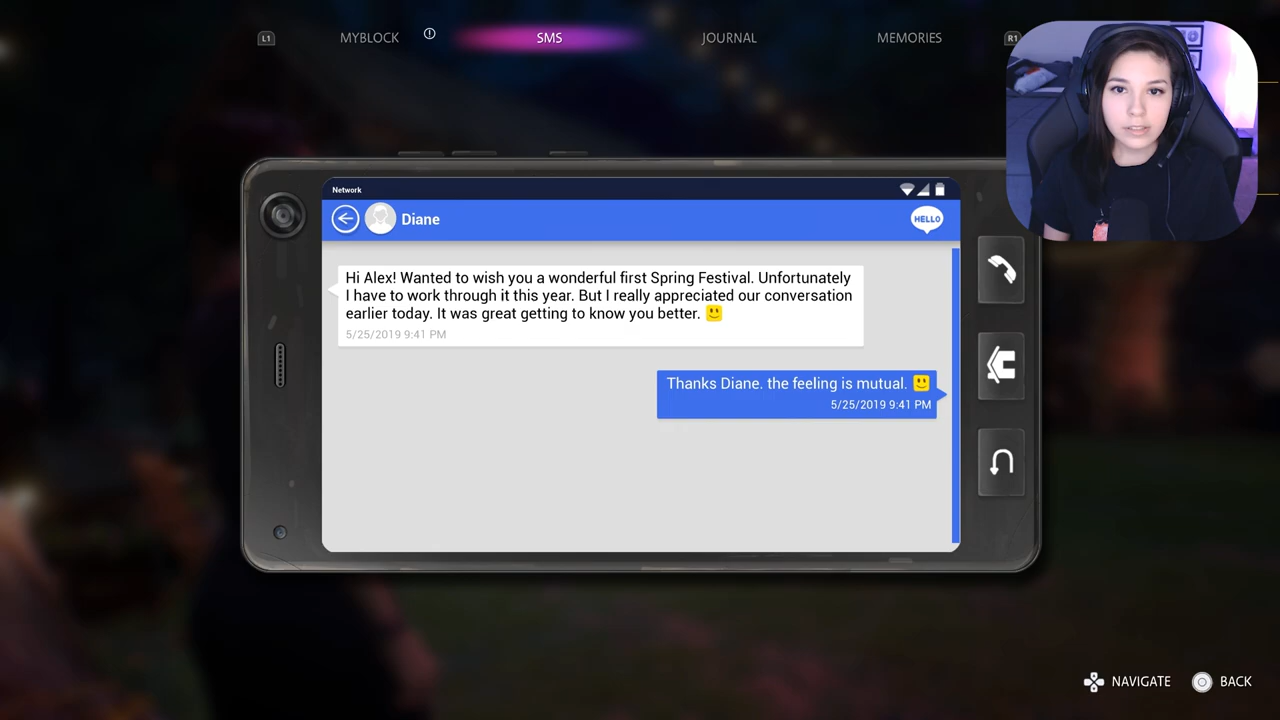 L1 MYBLOCK SMS JOURNAL MEMORIES R1
Network
Diane
HELLO
Hi Alex! Wanted to wish you a wonderful first Spring Festival. Unfortunately
I have to work through it this year. But I really appreciated our conversation
earlier today. It was great getting to know you better.
5/25/2019 9:41 PM
Thanks Diane. the feeling is mutual.
5/25/2019 9:41 PM
NAVIGATE BACK